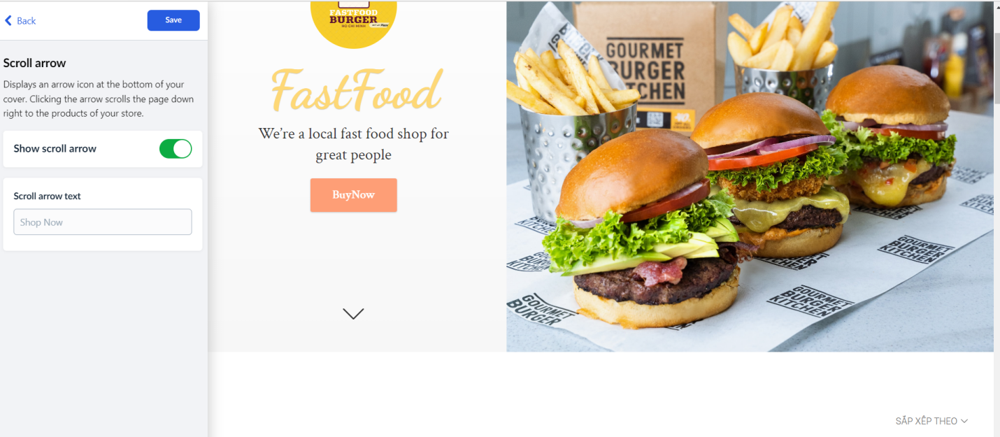 Back
Save
Scroll arrow
Displays an arrow icon at the bottom of your
cover. Clicking the arrow scrolls the page down
right to the products of your store.
Show scroll arrow
Scroll arrow text
Shop Now
FASTFOOD
BURGER
HO CHI MINH
FastFood
We’re a local fast food shop for
great people
BuyNow
GOURMET
BURGER
KITCHEN
GOURMET
BURGER
KITCHEN
GOURMET
BURGER
KITCHEN
GOURMET
BURGER
SẮP XẾP THEO